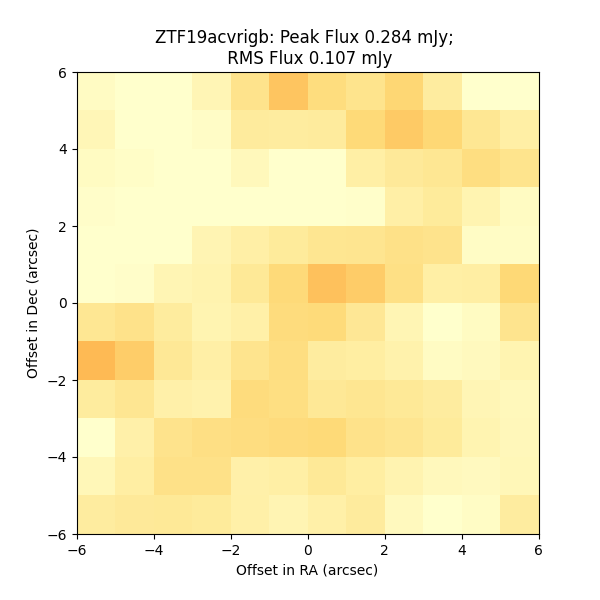 ZTF19acvrigb: Peak Flux 0.284 mJy;
RMS Flux 0.107 mJy
6
4
2
0
−2
−4
−6
Offset in Dec (arcsec)
−6 −4 −2 0 2 4 6
Offset in RA (arcsec)